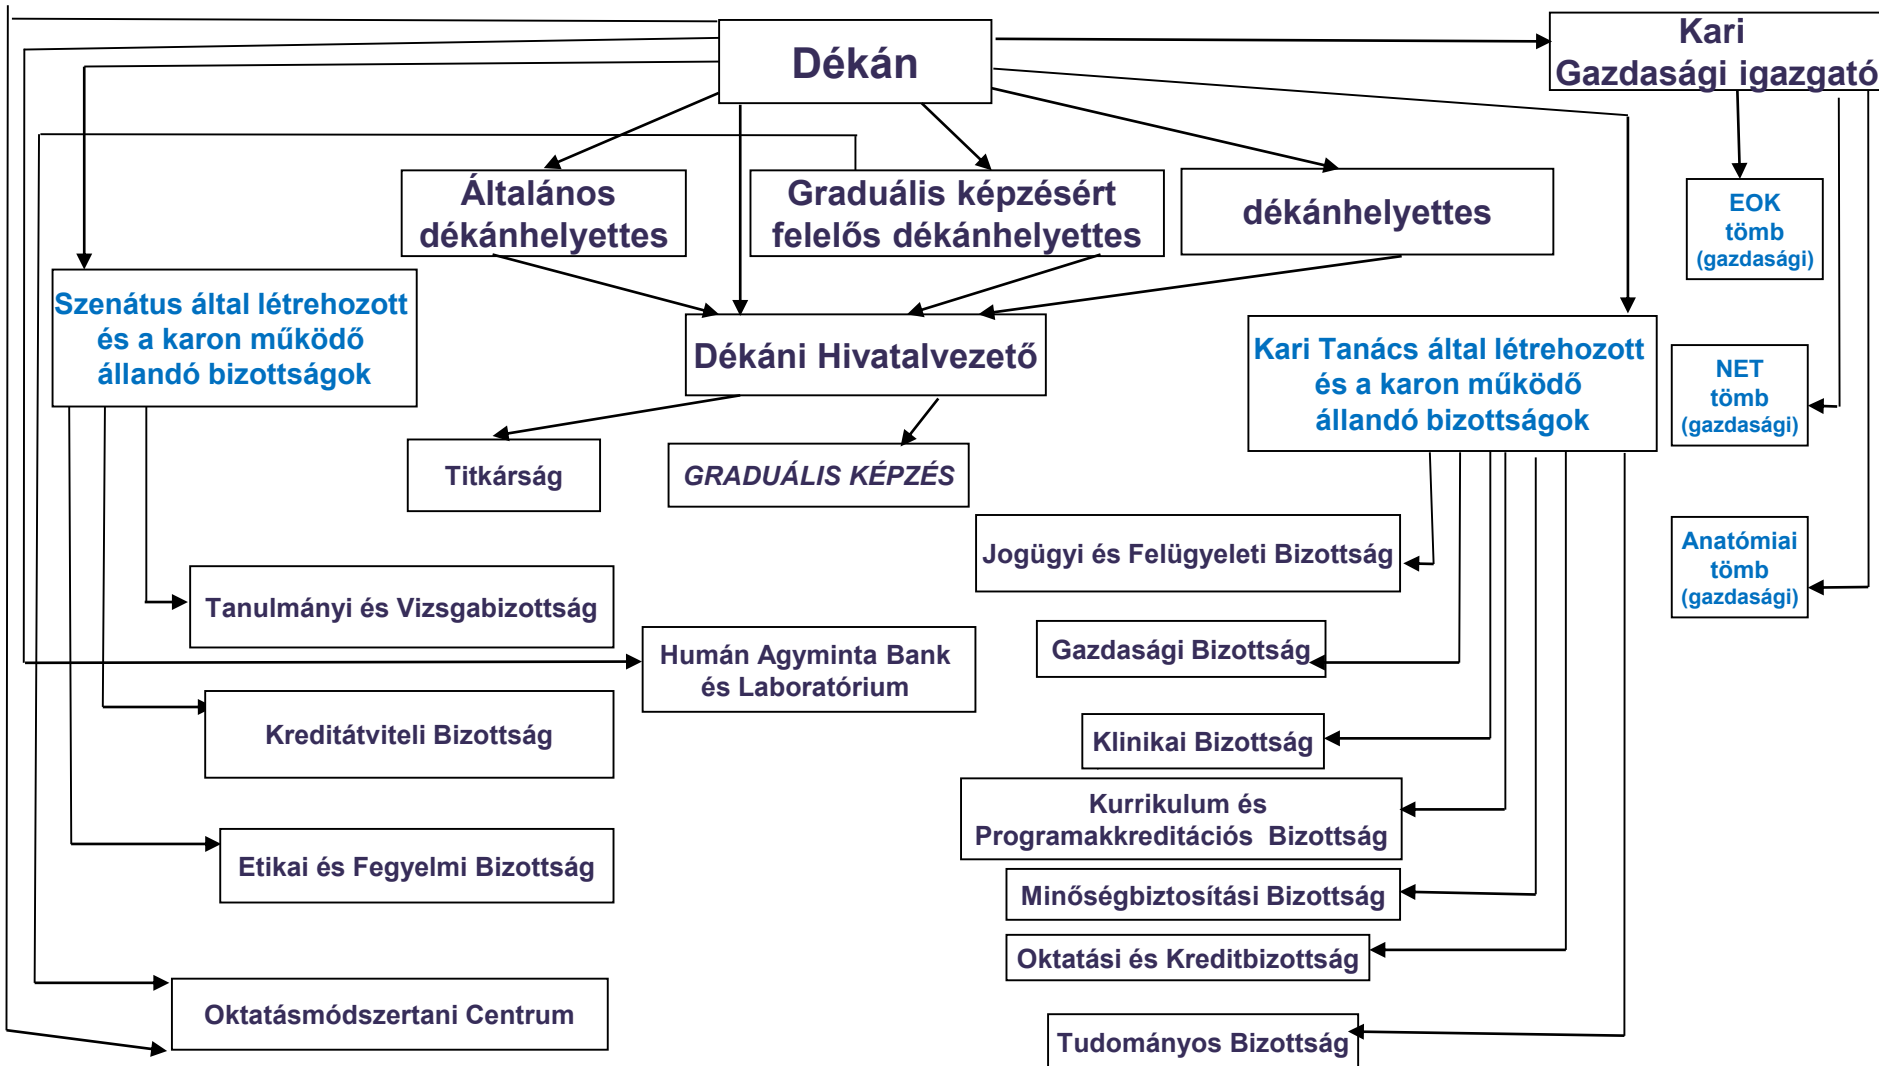 Dékán
Kari
Gazdasági igazgató
Általános
dékánhelyettes
Graduális képzésért
felelős dékánhelyettes
dékánhelyettes
EOK
tömb
(gazdasági)
Szenátus által létrehozott
és a karon működő
állandó bizottságok
Dékáni Hivatalvezető
Kari Tanács által létrehozott
és a karon működő
állandó bizottságok
NET
tömb
(gazdasági)
Titkárság
GRADUÁLIS KÉPZÉS
Jogügyi és Felügyeleti Bizottság
Anatómiai
tömb
(gazdasági)
Tanulmányi és Vizsgabizottság
Humán Agyminta Bank
és Laboratórium
Gazdasági Bizottság
Kreditátviteli Bizottság
Klinikai Bizottság
Kurrikulum és
Programakkreditációs Bizottság
Etikai és Fegyelmi Bizottság
Minőségbiztosítási Bizottság
Oktatási és Kreditbizottság
Oktatásmódszertani Centrum
Tudományos Bizottság